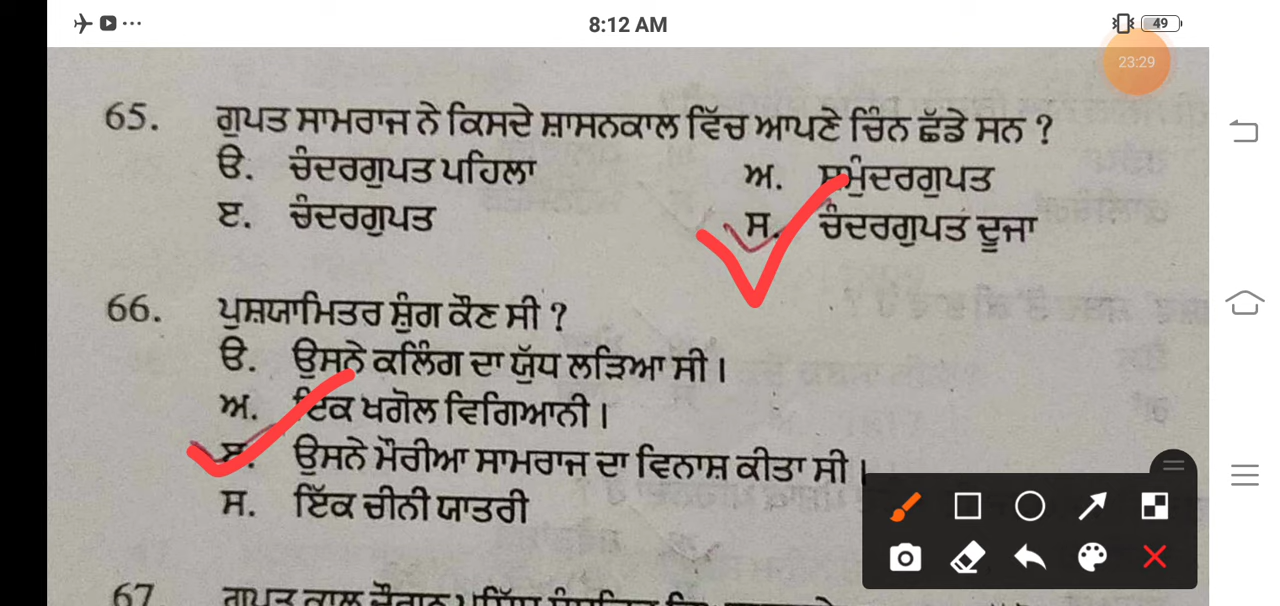 8:12 AM
49
23:29
65. ਗੁਪਤ ਸਾਮਰਾਜ ਨੇ ਕਿਸਦੇ ਸ਼ਾਸਨਕਾਲ ਵਿੱਚ ਆਪਣੇ ਚਿੰਨ ਛੱਡੇ ਸਨ ?
ੳ. ਚੰਦਰਗੁਪਤ ਪਹਿਲਾ ਅ. ਸਮੁੰਦਰਗੁਪਤ
ੲ. ਚੰਦਰਗੁਪਤ ਸ. ਚੰਦਰਗੁਪਤ ਦੂਜਾ
66. ਪੁਸ਼ਯਾਮਿਤਰ ਸ਼ੁੰਗ ਕੌਣ ਸੀ ?
ੳ. ਉਸਨੇ ਕਲਿੰਗ ਦਾ ਯੁੱਧ ਲੜਿਆ ਸੀ ।
ਅ. ਇੱਕ ਖਗੋਲ ਵਿਗਿਆਨੀ ।
ੲ. ਉਸਨੇ ਮੌਰੀਆ ਸਾਮਰਾਜ ਦਾ ਵਿਨਾਸ਼ ਕੀਤਾ ਸੀ ।
ਸ. ਇੱਕ ਚੀਨੀ ਯਾਤਰੀ
67 ਗੁਪਤ ਕਾਲ ਦੌਰਾਨ